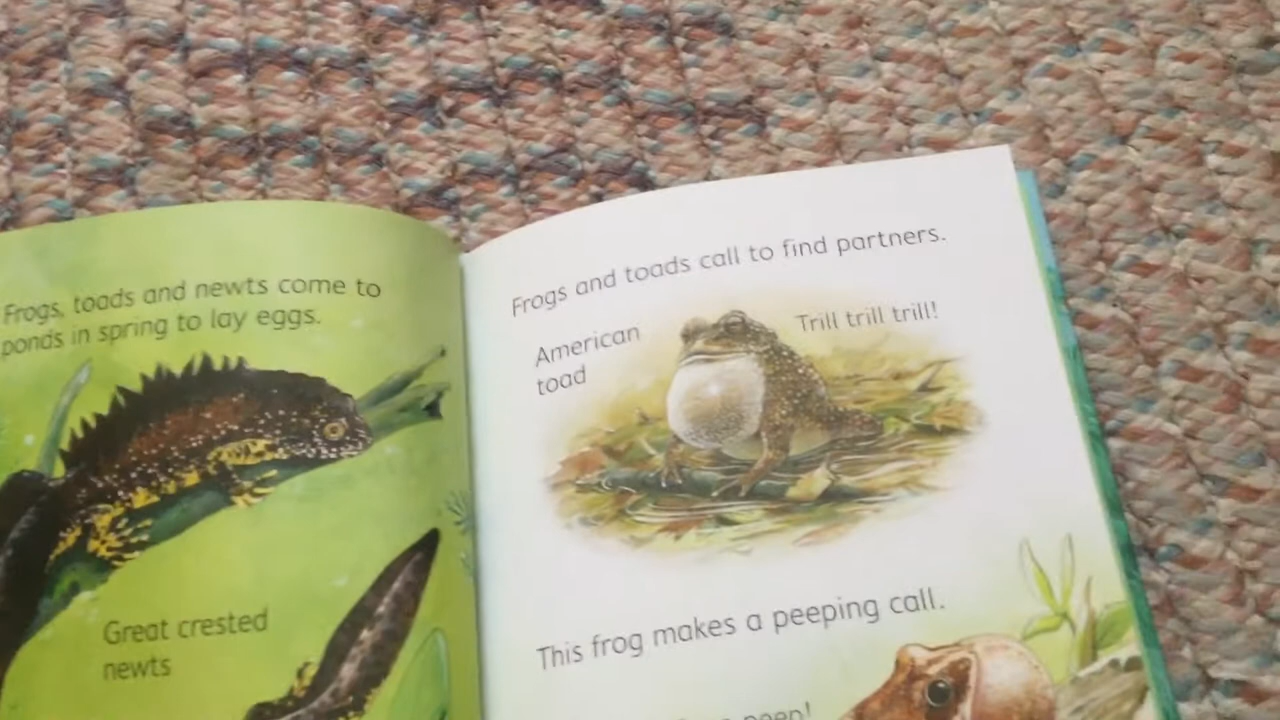 Frogs, toads and newts come to
ponds in spring to lay eggs.
Great crested
newts
Frogs and toads call to find partners.
American
toad
Trill trill trill!
This frog makes a peeping call.
peep!